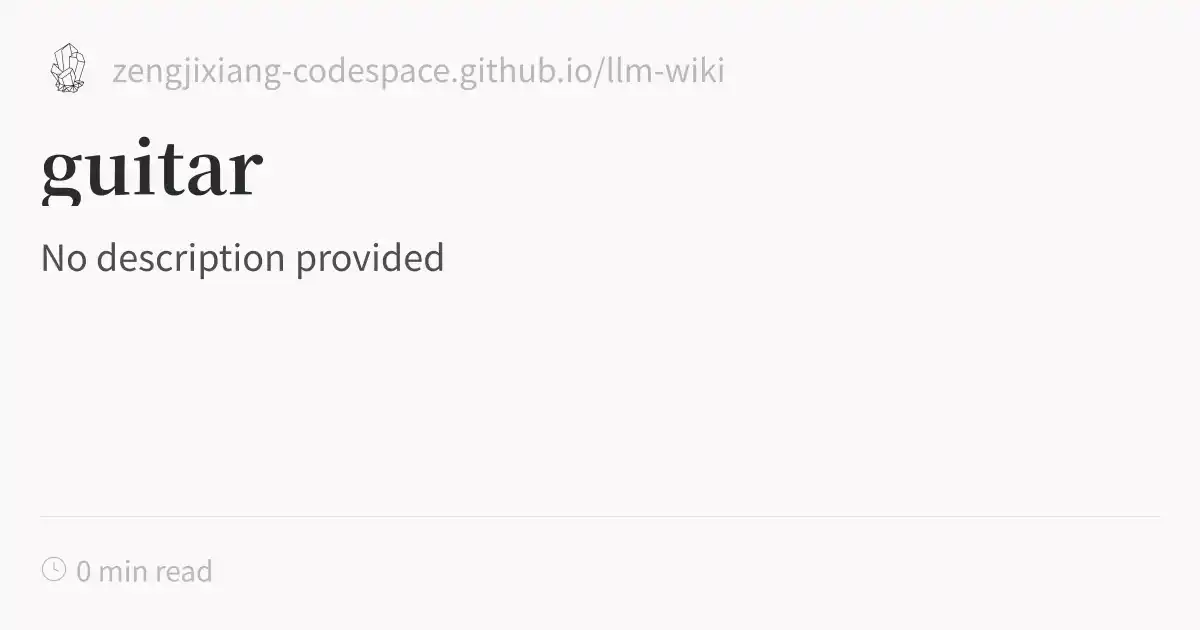 zengjixiang-codespace.github.io/llm-wiki
guitar
No description provided
0 min read